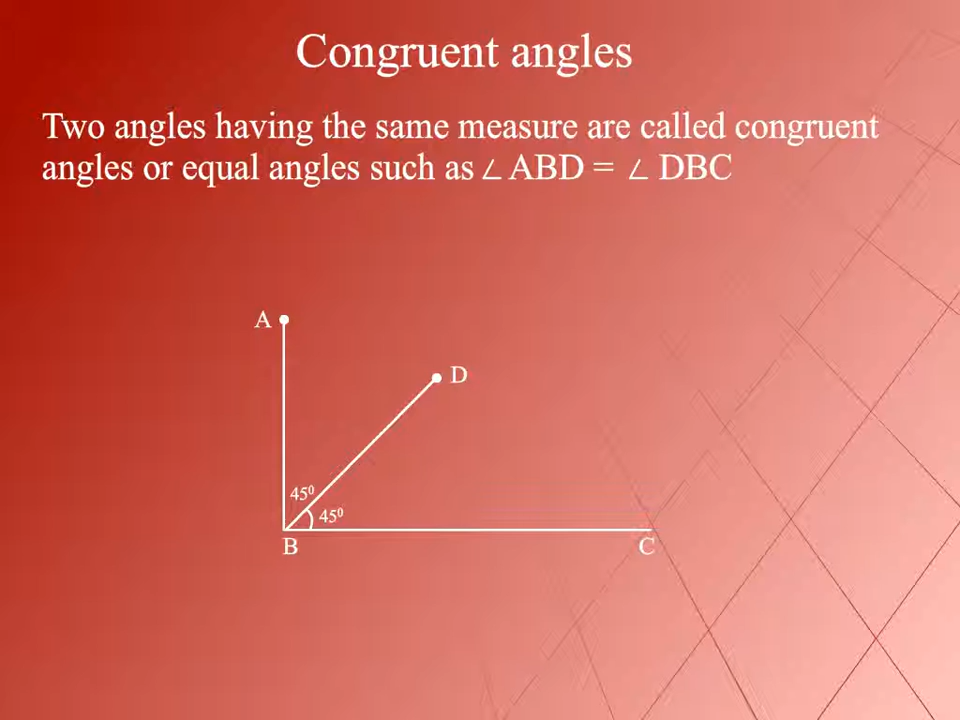 Congruent angles
Two angles having the same measure are called congruent
angles or equal angles such as ∠ ABD = ∠ DBC
A
D
45⁰
45⁰
B
C